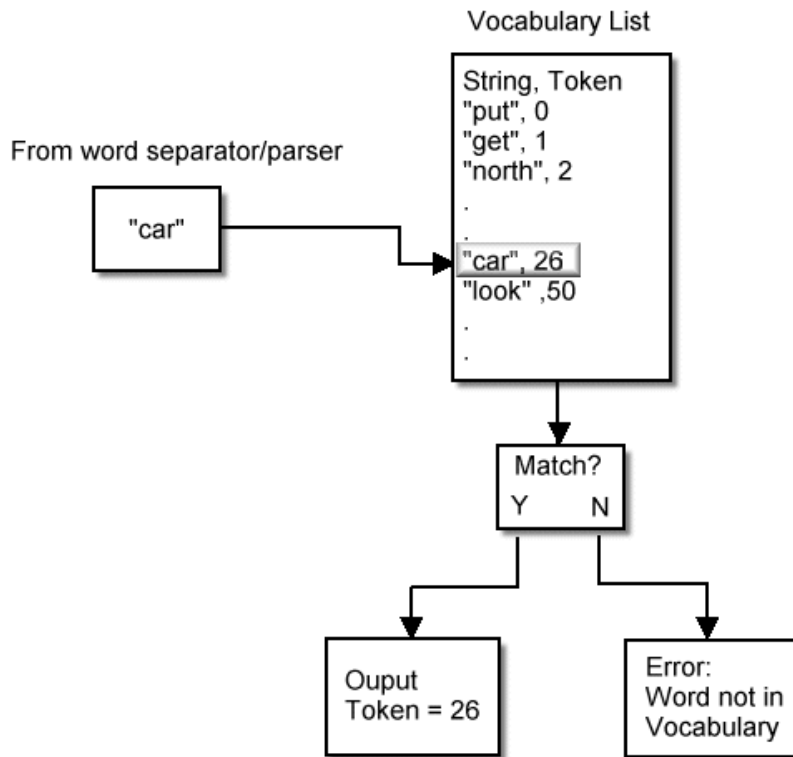 Vocabulary List
String, Token
"put", 0
"get", 1
"north", 2
.
.
"car", 26
"look" ,50
.
.
From word separator/parser
"car"
Match?
Y N
Ouput
Token = 26
Error:
Word not in
Vocabulary